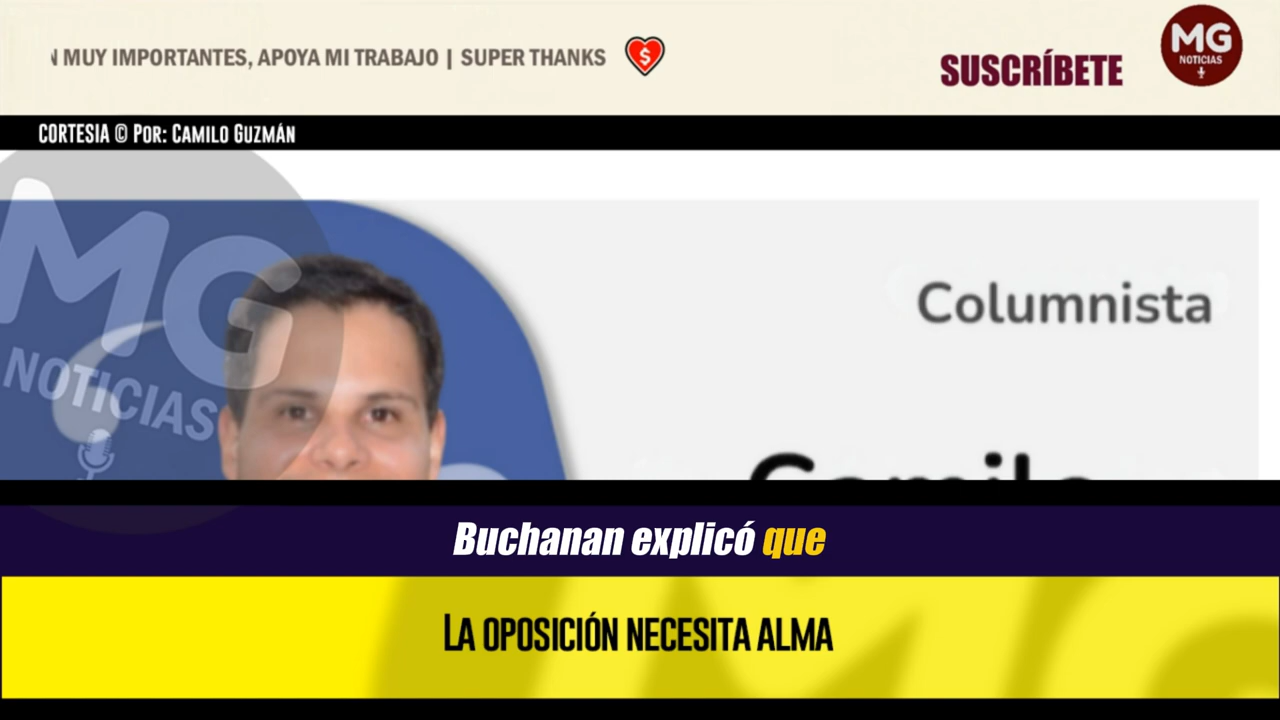 N MUY IMPORTANTES, APOYA MI TRABAJO | SUPER THANKS
SUSCRÍBETE
MG
NOTICIAS
CORTESIA © Por: Camilo Guzmán
MG
NOTICIAS
Columnista
Camilo
Buchanan explicó que
La oposición necesita alma